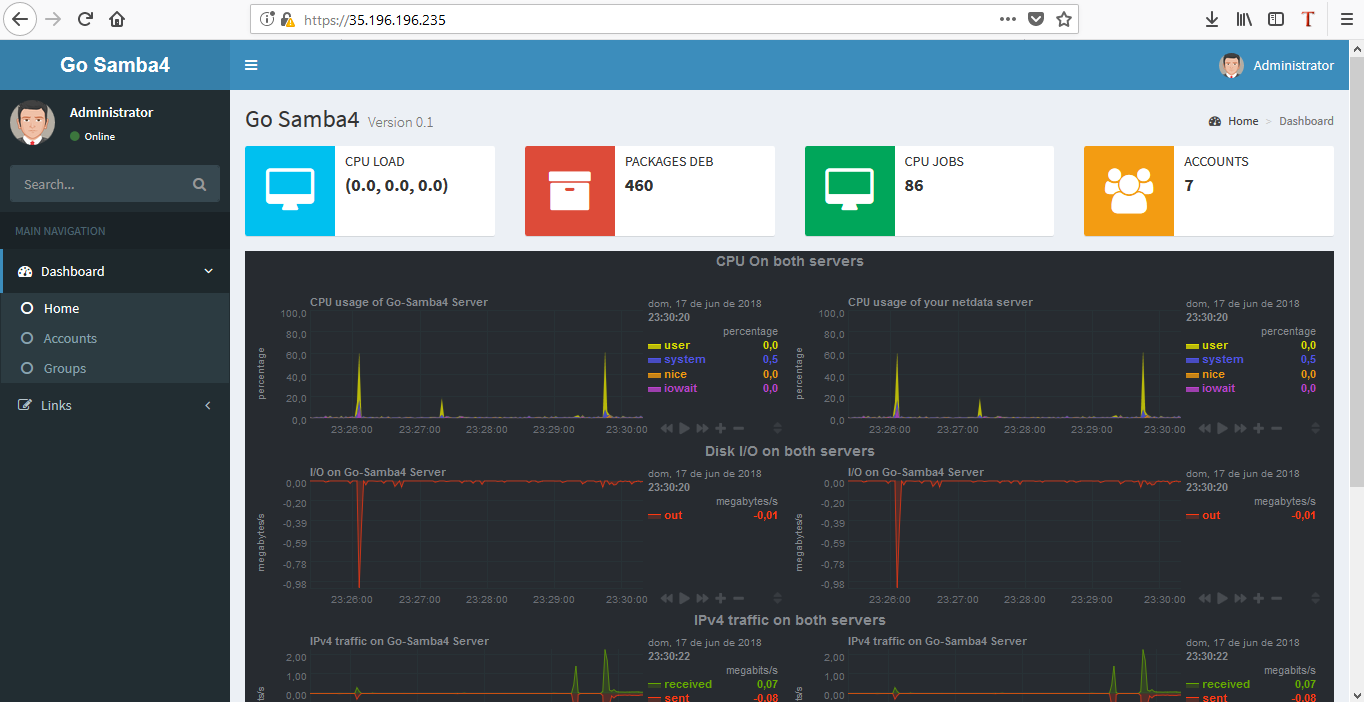 https://35.196.196.235
Go Samba4
Administrator
Administrator
Online
Search...
MAIN NAVIGATION
Dashboard
Home
Accounts
Groups
Links
Go Samba4 Version 0.1
Home > Dashboard
CPU LOAD
(0.0, 0.0, 0.0)
PACKAGES DEB
460
CPU JOBS
86
ACCOUNTS
7
CPU On both servers
CPU usage of Go-Samba4 Server
dom, 17 de jun de 2018
23:30:20
percentage
user 0,0
system 0,5
nice 0,0
iowait 0,0
percentage
100,0
80,0
60,0
40,0
20,0
0,0
23:26:00 23:27:00 23:28:00 23:29:00 23:30:00
CPU usage of your netdata server
dom, 17 de jun de 2018
23:30:20
percentage
user 0,0
system 0,5
nice 0,0
iowait 0,0
percentage
100,0
80,0
60,0
40,0
20,0
0,0
23:26:00 23:27:00 23:28:00 23:29:00 23:30:00
Disk I/O on both servers
I/O on Go-Samba4 Server
dom, 17 de jun de 2018
23:30:20
megabytes/s
out -0,01
megabytes/s
0,00
-0,20
-0,39
-0,59
-0,78
-0,98
23:26:00 23:27:00 23:28:00 23:29:00 23:30:00
I/O on Go-Samba4 Server
dom, 17 de jun de 2018
23:30:20
megabytes/s
out -0,01
megabytes/s
0,00
-0,20
-0,39
-0,59
-0,78
-0,98
23:26:00 23:27:00 23:28:00 23:29:00 23:30:00
IPv4 traffic on both servers
IPv4 traffic on Go-Samba4 Server
dom, 17 de jun de 2018
23:30:22
megabits/s
received 0,07
sent -0,08
2,00
1,00
0,00
IPv4 traffic on Go-Samba4 Server
dom, 17 de jun de 2018
23:30:22
megabits/s
received 0,07
sent -0,08
2,00
1,00
0,00